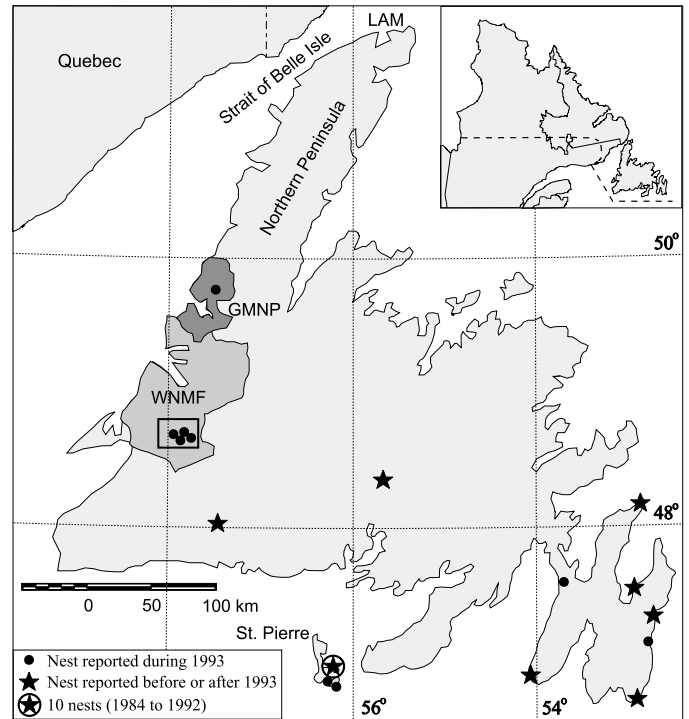 LAM
Quebec
Strait of Belle Isle
Northern Peninsula
50°
GMNP
WNMF
48°
0 50 100 km
St. Pierre
Nest reported during 1993
Nest reported before or after 1993
10 nests (1984 to 1992)
56°
54°